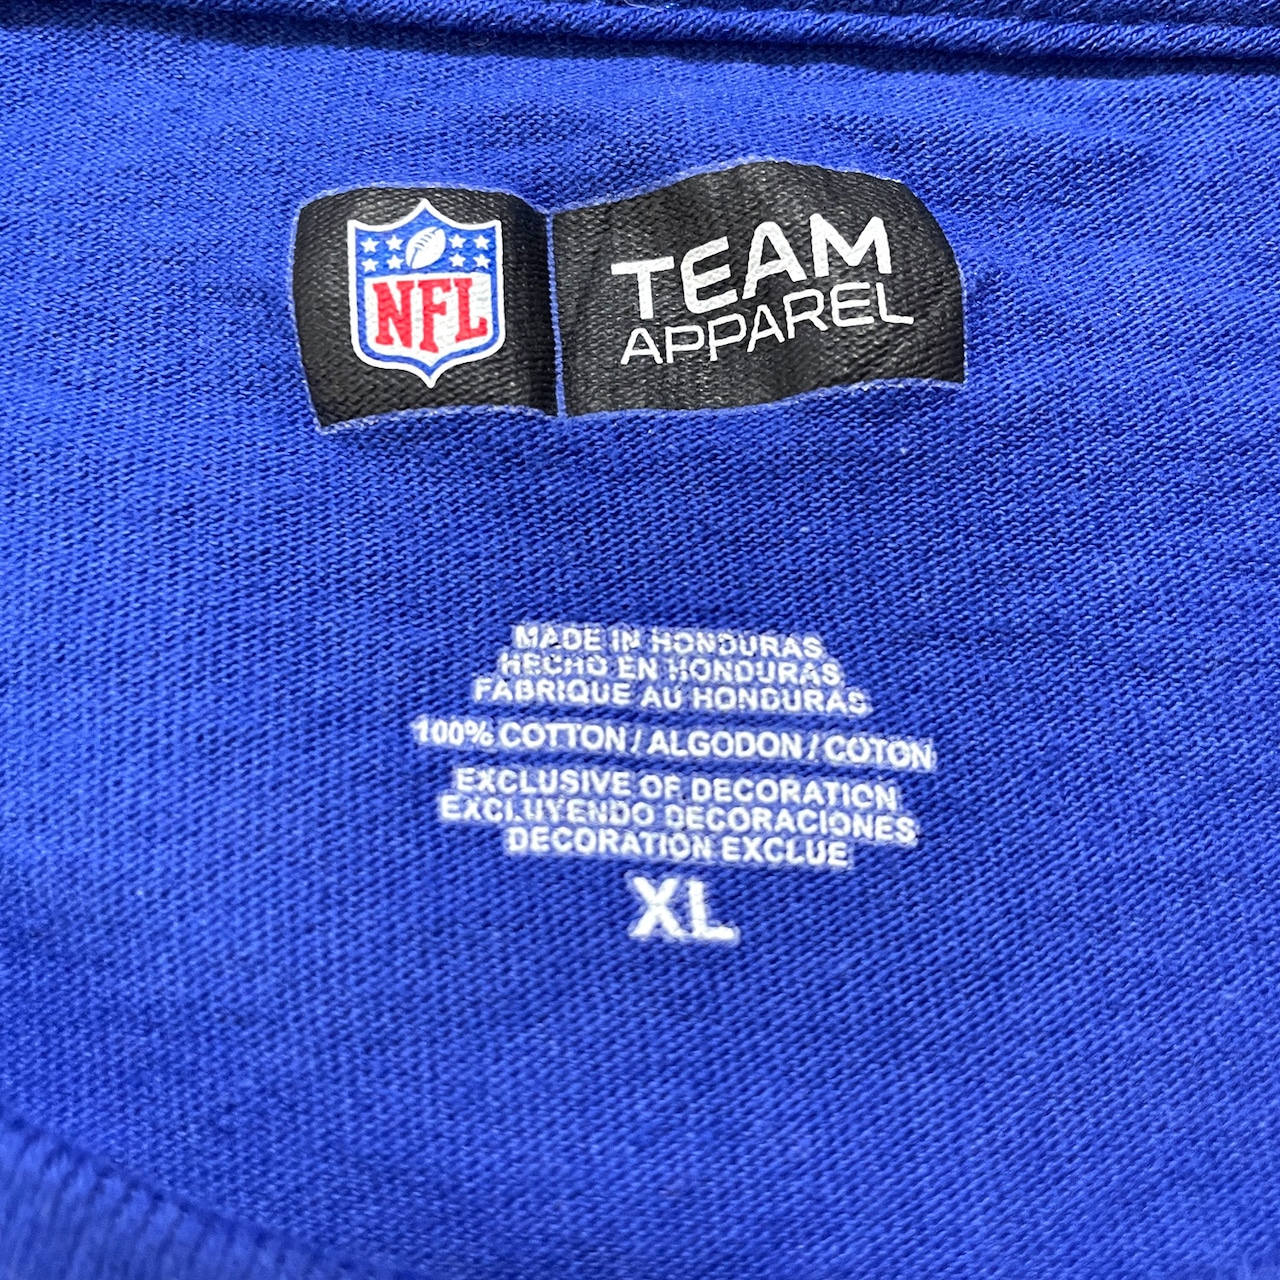 NFL
TEAM
APPAREL
MADE IN HONDURAS
HECHO EN HONDURAS
FABRIQUE AU HONDURAS
100% COTTON / ALGODON / COTON
EXCLUSIVE OF DECORATION
EXCLUYENDO DECORACIONES
DECORATION EXCLUE
XL